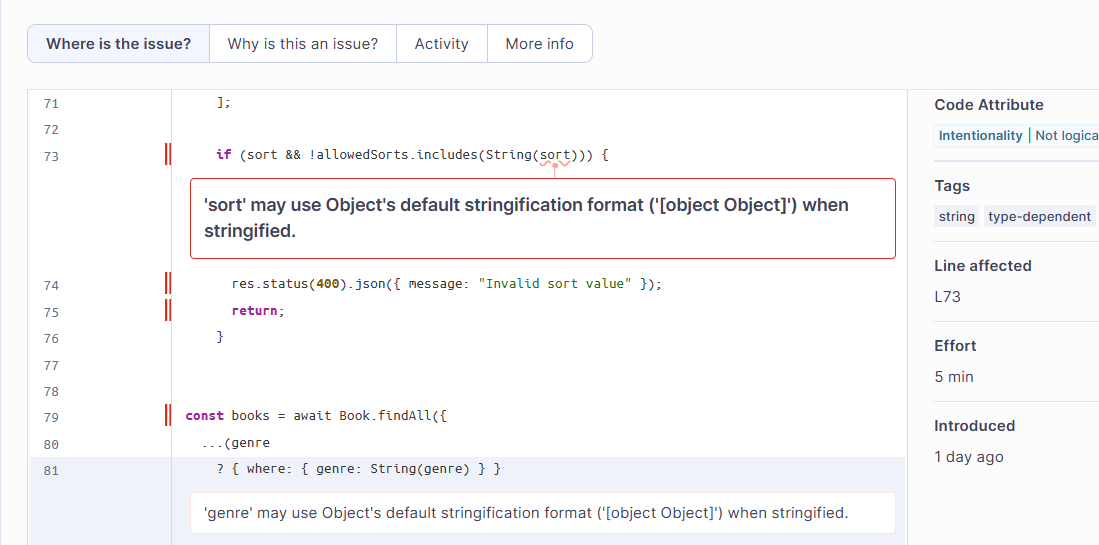 Where is the issue? Why is this an issue? Activity More info
71 ];
72
73 if (sort && !allowedSorts.includes(String(sort))) {
'sort' may use Object's default stringification format ('[object Object]') when
stringified.
74 res.status(400).json({ message: "Invalid sort value" });
75 return;
76 }
77
78
79 const books = await Book.findAll({
80 ...(genre
81 ? { where: { genre: String(genre) } }
'genre' may use Object's default stringification format ('[object Object]') when stringified.
Code Attribute
Intentionality | Not logica
Tags
string type-dependent
Line affected
L73
Effort
5 min
Introduced
1 day ago